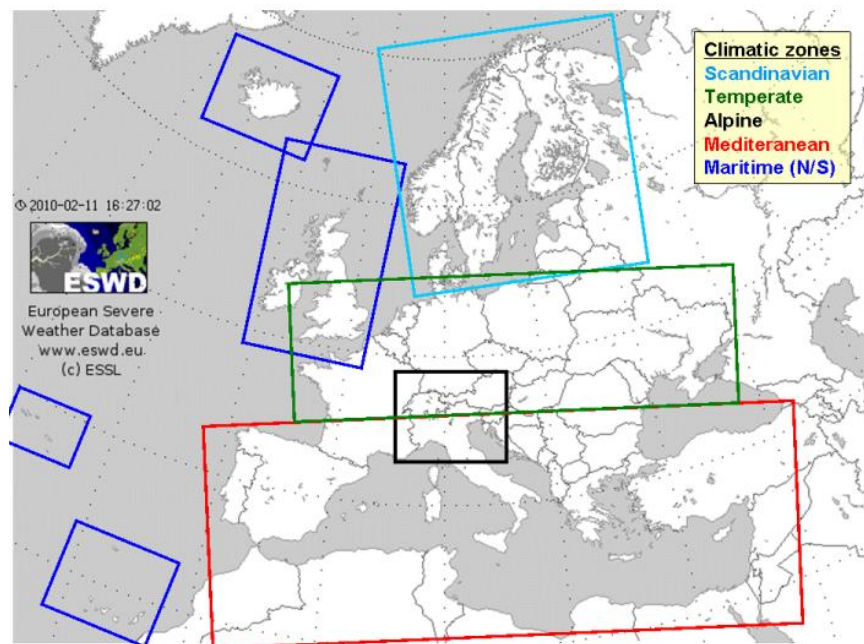 Climatic zones
Scandinavian
Temperate
Alpine
Mediteranean
Maritime (N/S)
2010-02-11 16:27:02
ESWD
European Severe
Weather Database
www.eswd.eu
(c) ESSL